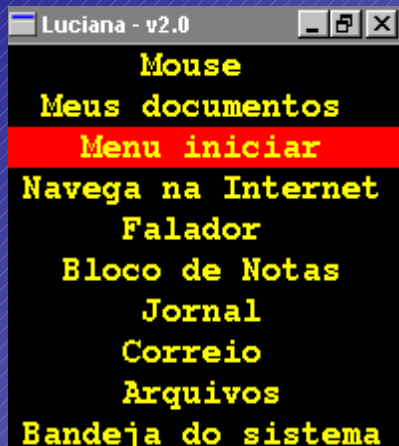 Luciana - v2.0
Mouse
Meus documentos
Menu iniciar
Navega na Internet
Falador
Bloco de Notas
Jornal
Correio
Arquivos
Bandeja do sistema